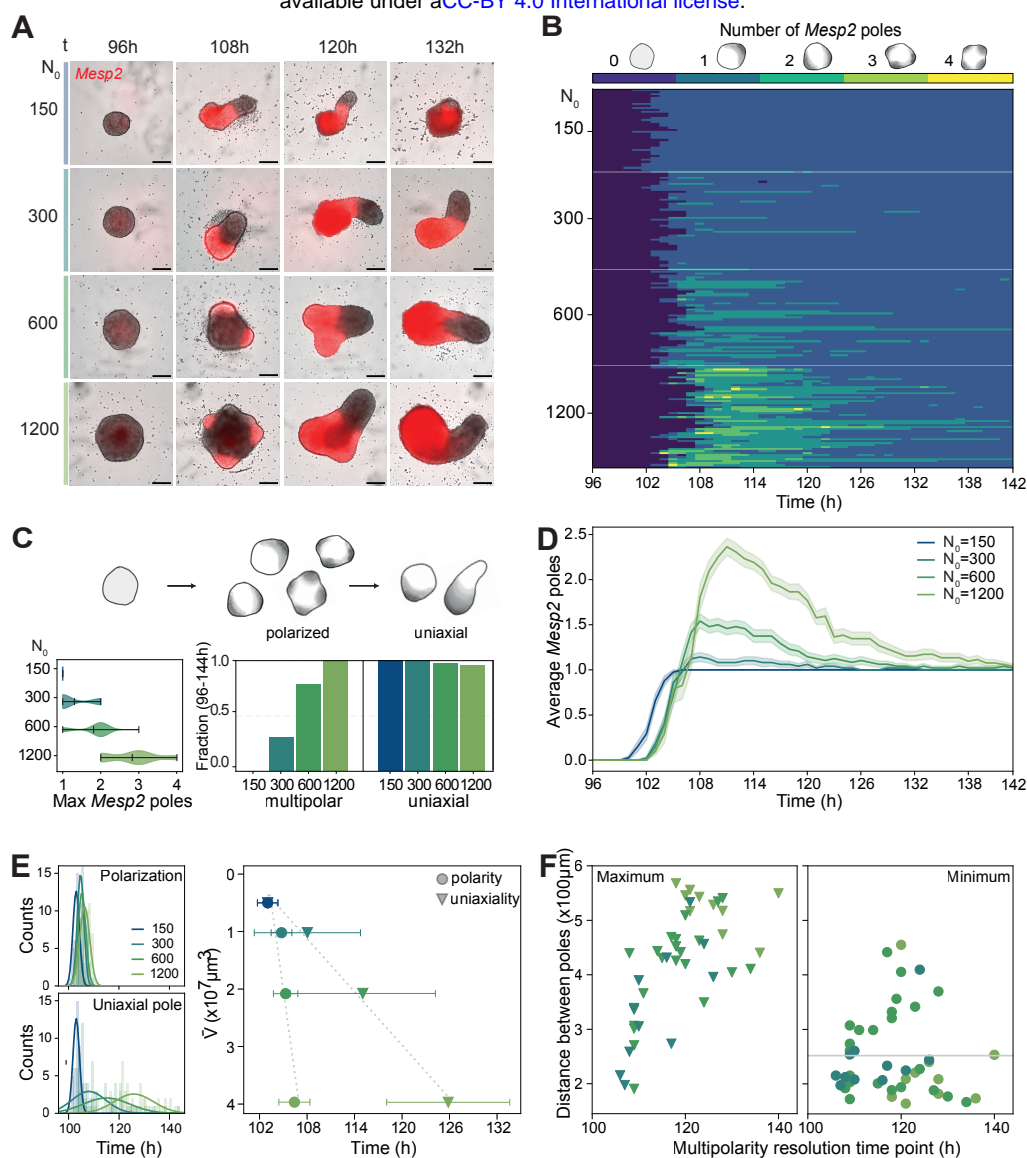 available under aCC-BY 4.0 International license.
A
t 96h 108h 120h 132h
N0
Mesp2
150
300
600
1200
B
Number of Mesp2 poles
0 1 2 3 4
N0
150
300
600
1200
96 102 108 114 120 126 132 138 142
Time (h)
C
polarized uniaxial
N0
150
300
600
1200
1 2 3 4
Max Mesp2 poles
Fraction (96-144h)
1.0
0.5
0.0
150 300 600 1200 150 300 600 1200
multipolar uniaxial
D
Average Mesp2 poles
2.5
2.0
1.5
1.0
0.5
0.0
N0=150
N0=300
N0=600
N0=1200
96 102 108 114 120 126 132 138 142
Time (h)
E
Counts
15
10
5
0
Polarization
150
300
600
1200
Counts
15
10
5
0
Uniaxial pole
100 120 140
Time (h)
V̄ (x10⁷µm³)
0
1
2
3
4
polarity
uniaxiality
102 108 114 120 126 132
Time (h)
F
Distance between poles (x100µm)
6
5
4
3
2
Maximum
Minimum
100 120 140 100 120 140
Multipolarity resolution time point (h)